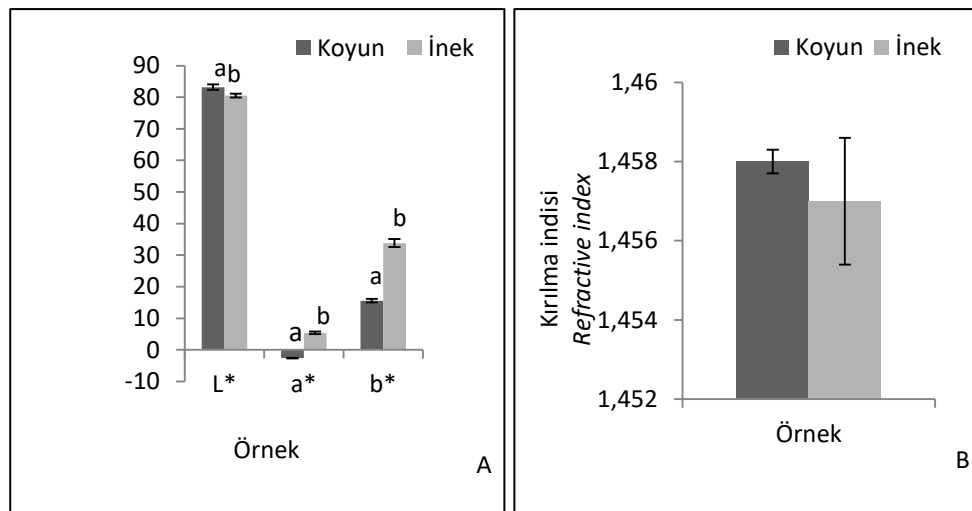 Koyun İnek
90
80
70
60
50
40
30
20
10
0
-10
a b
a b
a b
L* a* b*
Örnek
A
Koyun İnek
Kırılma indisi
Refractive index
1,46
1,458
1,456
1,454
1,452
Örnek
B